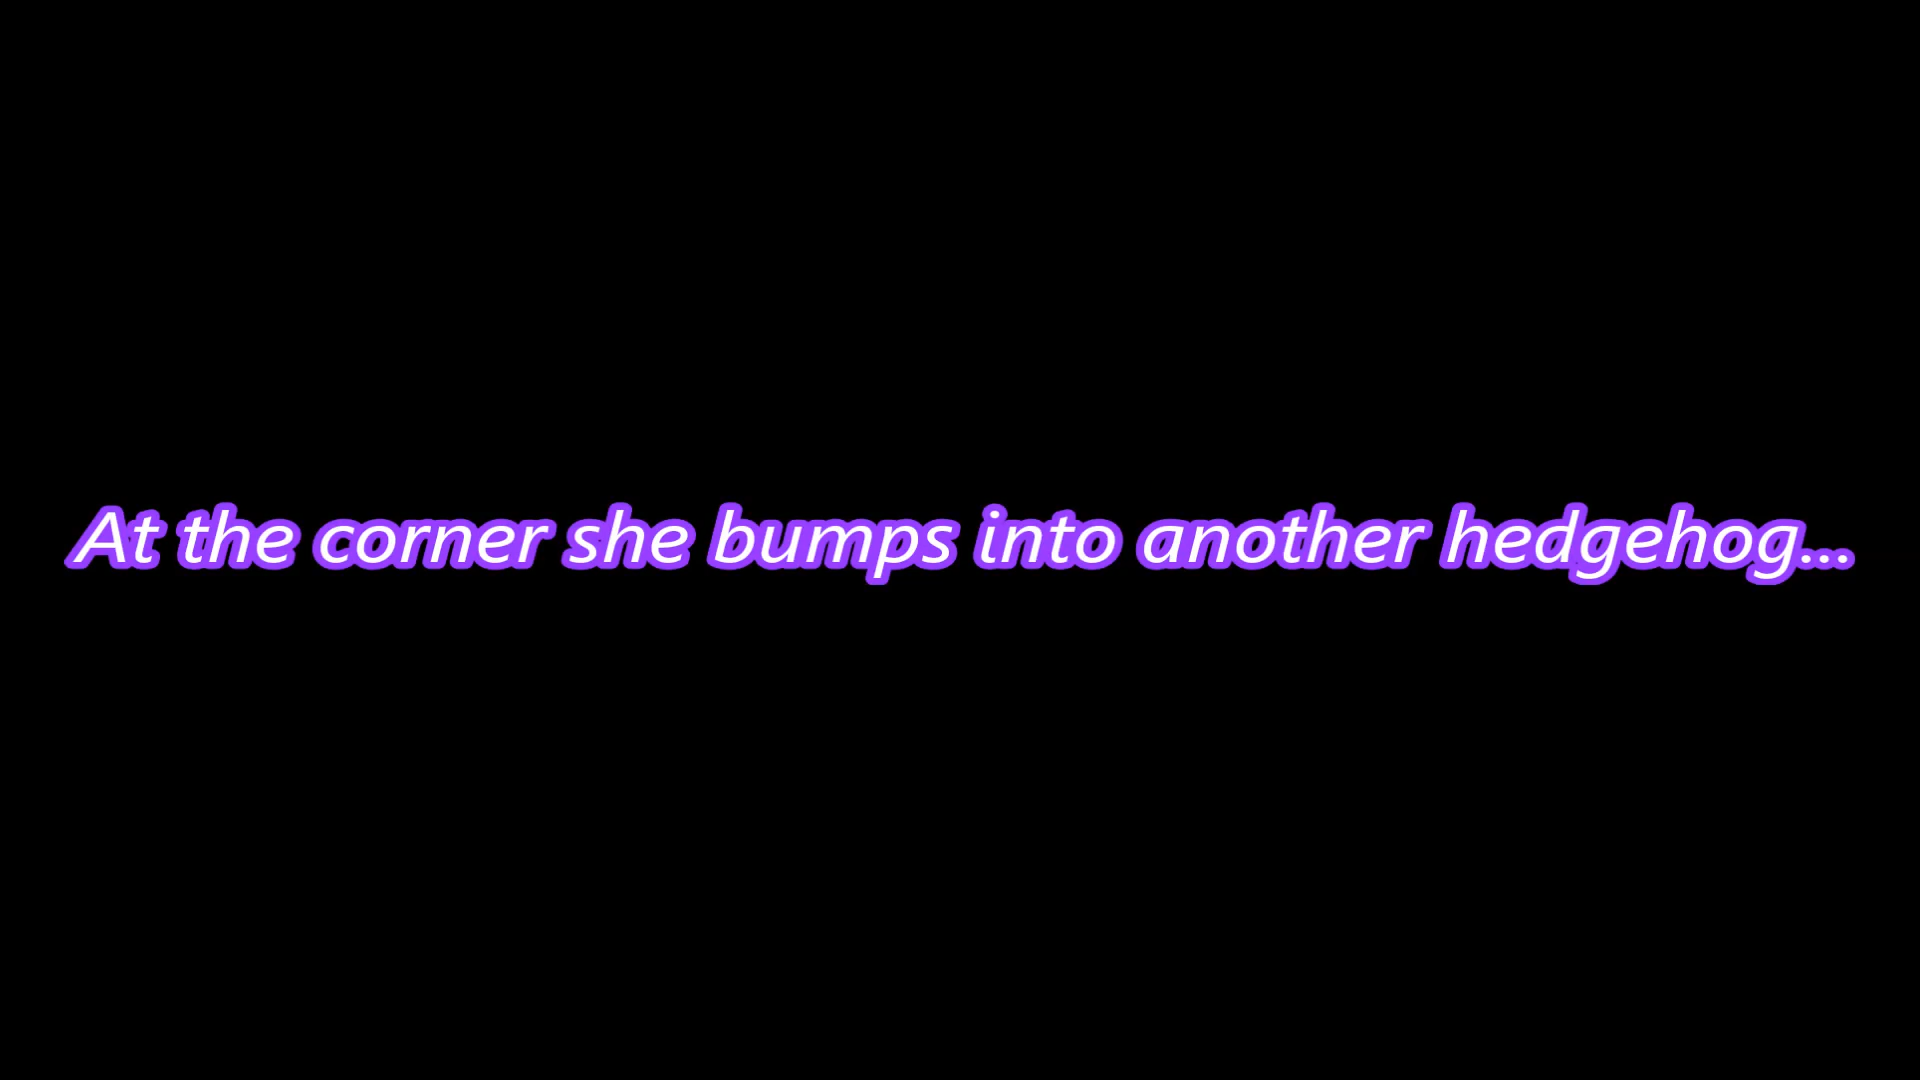 At the corner she bumps into another hedgehog...